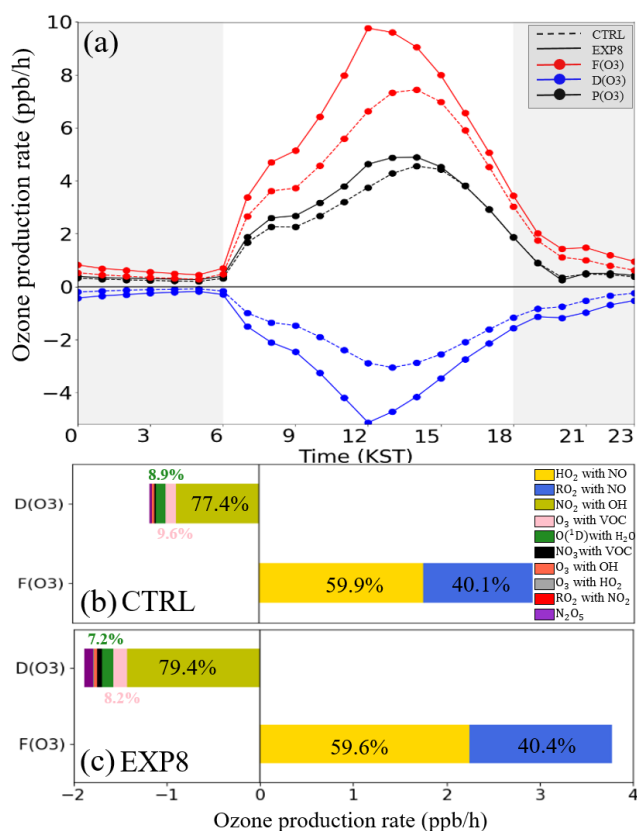 (a)
CTRL
EXP8
F(O3)
D(O3)
P(O3)
Ozone production rate (ppb/h)
10
8
6
4
2
0
−2
−4
0 3 6 9 12 15 18 21 23
Time (KST)
8.9%
D(O3)
77.4%
9.6%
F(O3)
59.9% 40.1%
(b) CTRL
HO₂ with NO
RO₂ with NO
NO₂ with OH
O₃ with VOC
O(¹D)with H₂O
NO₃with VOC
O₃ with OH
O₃ with HO₂
RO₂ with NO₂
N₂O₅
7.2%
D(O3)
79.4%
8.2%
F(O3)
59.6% 40.4%
(c) EXP8
−2 −1 0 1 2 3 4
Ozone production rate (ppb/h)